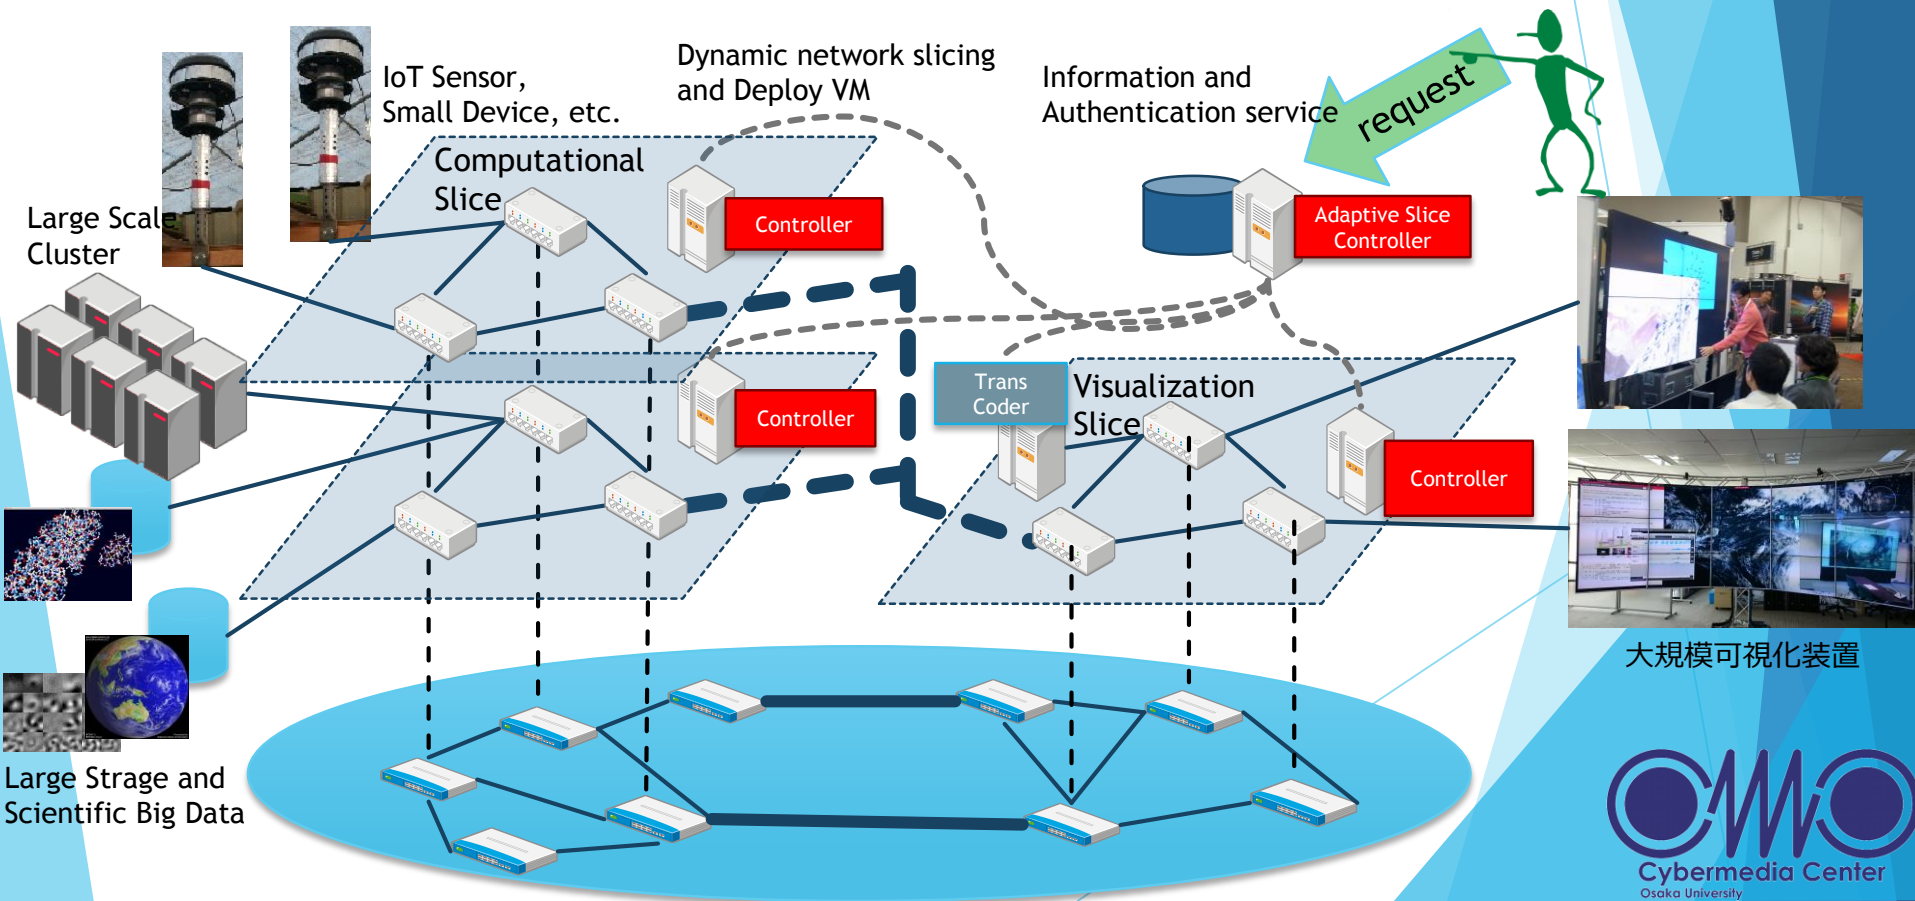 IoT Sensor,
Small Device, etc.
Dynamic network slicing
and Deploy VM
Information and
Authentication service
request
Computational
Slice
Controller
Adaptive Slice
Controller
Large Scale
Cluster
Controller
Trans
Coder
Visualization
Slice
Controller
大規模可視化装置
Large Strage and
Scientific Big Data
Cybermedia Center
Osaka University